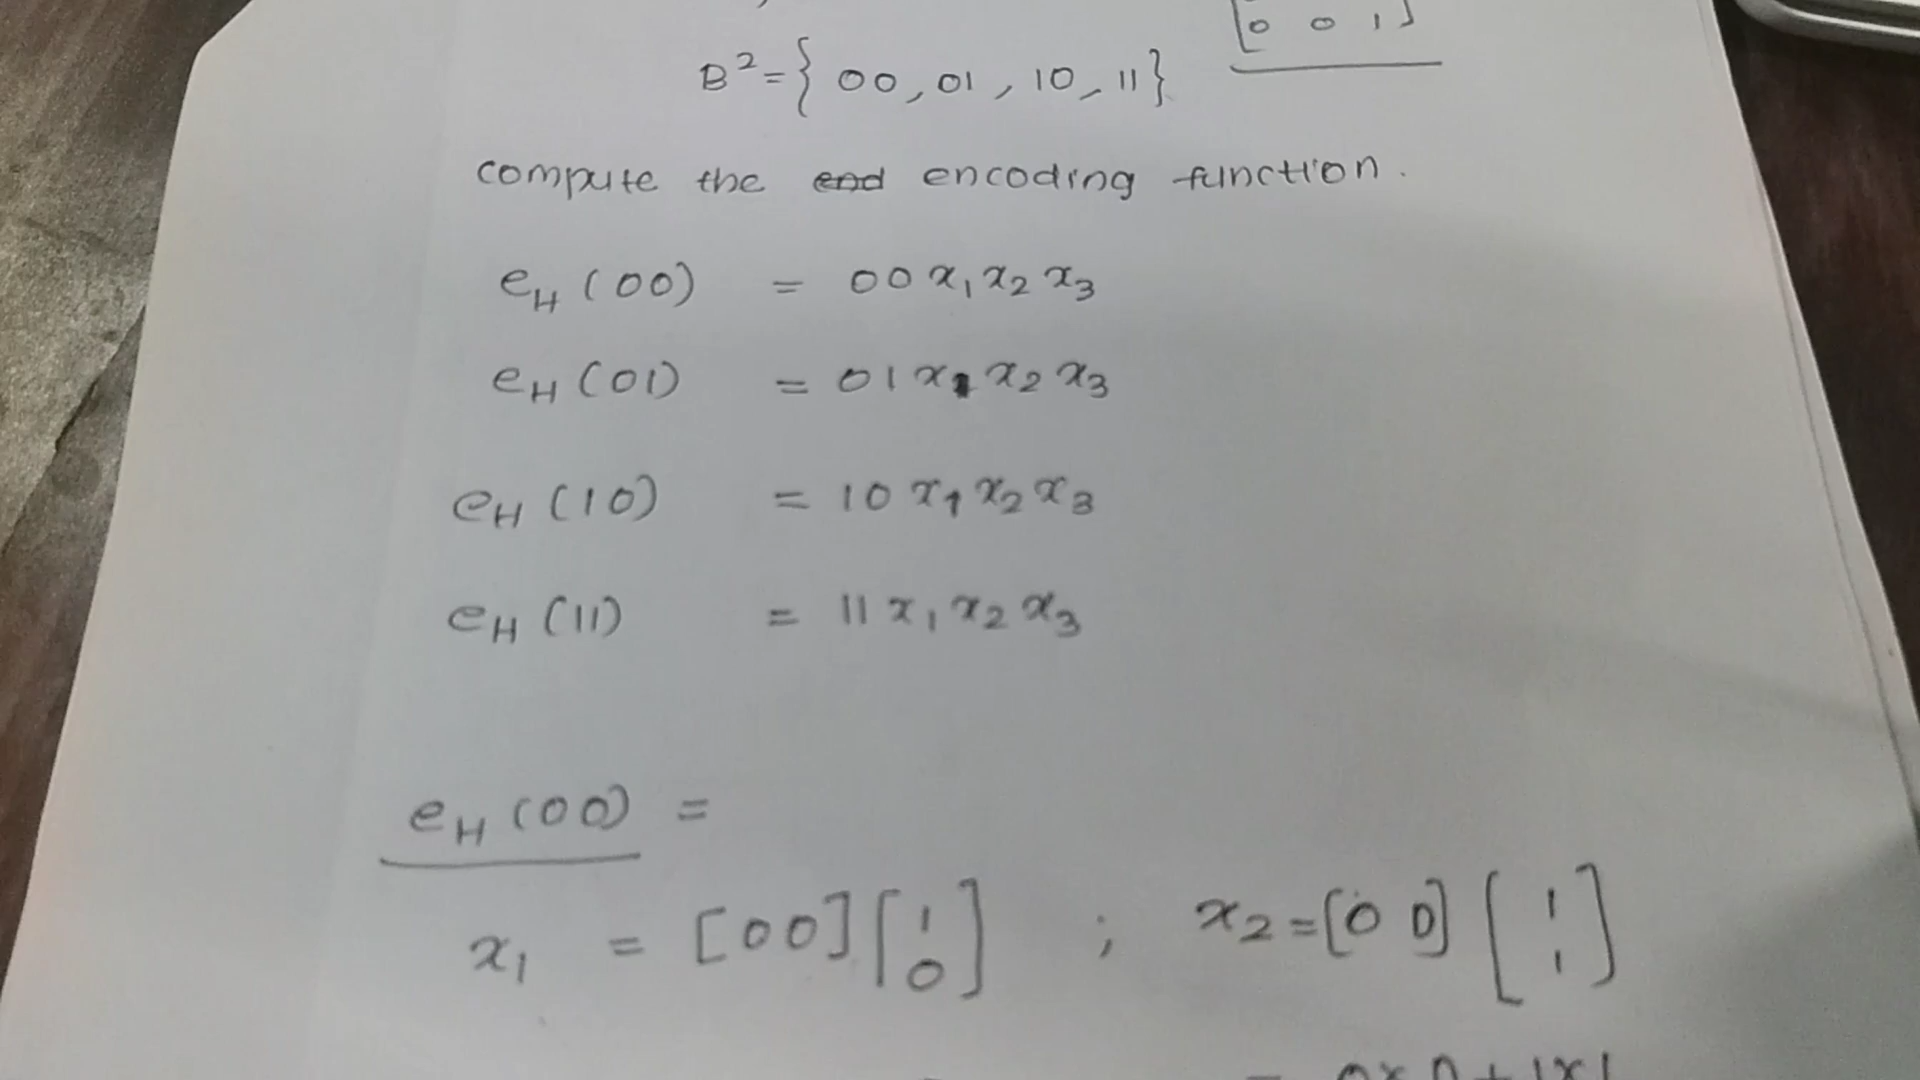 [0 0 1]
B² = { 00, 01, 10, 11 }
compute the end encoding function.
eH (00) = 00 x₁ x₂ x₃
eH (01) = 01 x₁ x₂ x₃
eH (10) = 10 x₁ x₂ x₃
eH (11) = 11 x₁ x₂ x₃
eH (00) =
x₁ = [00] [1 0] ; x₂ = [0 0] [1 1]